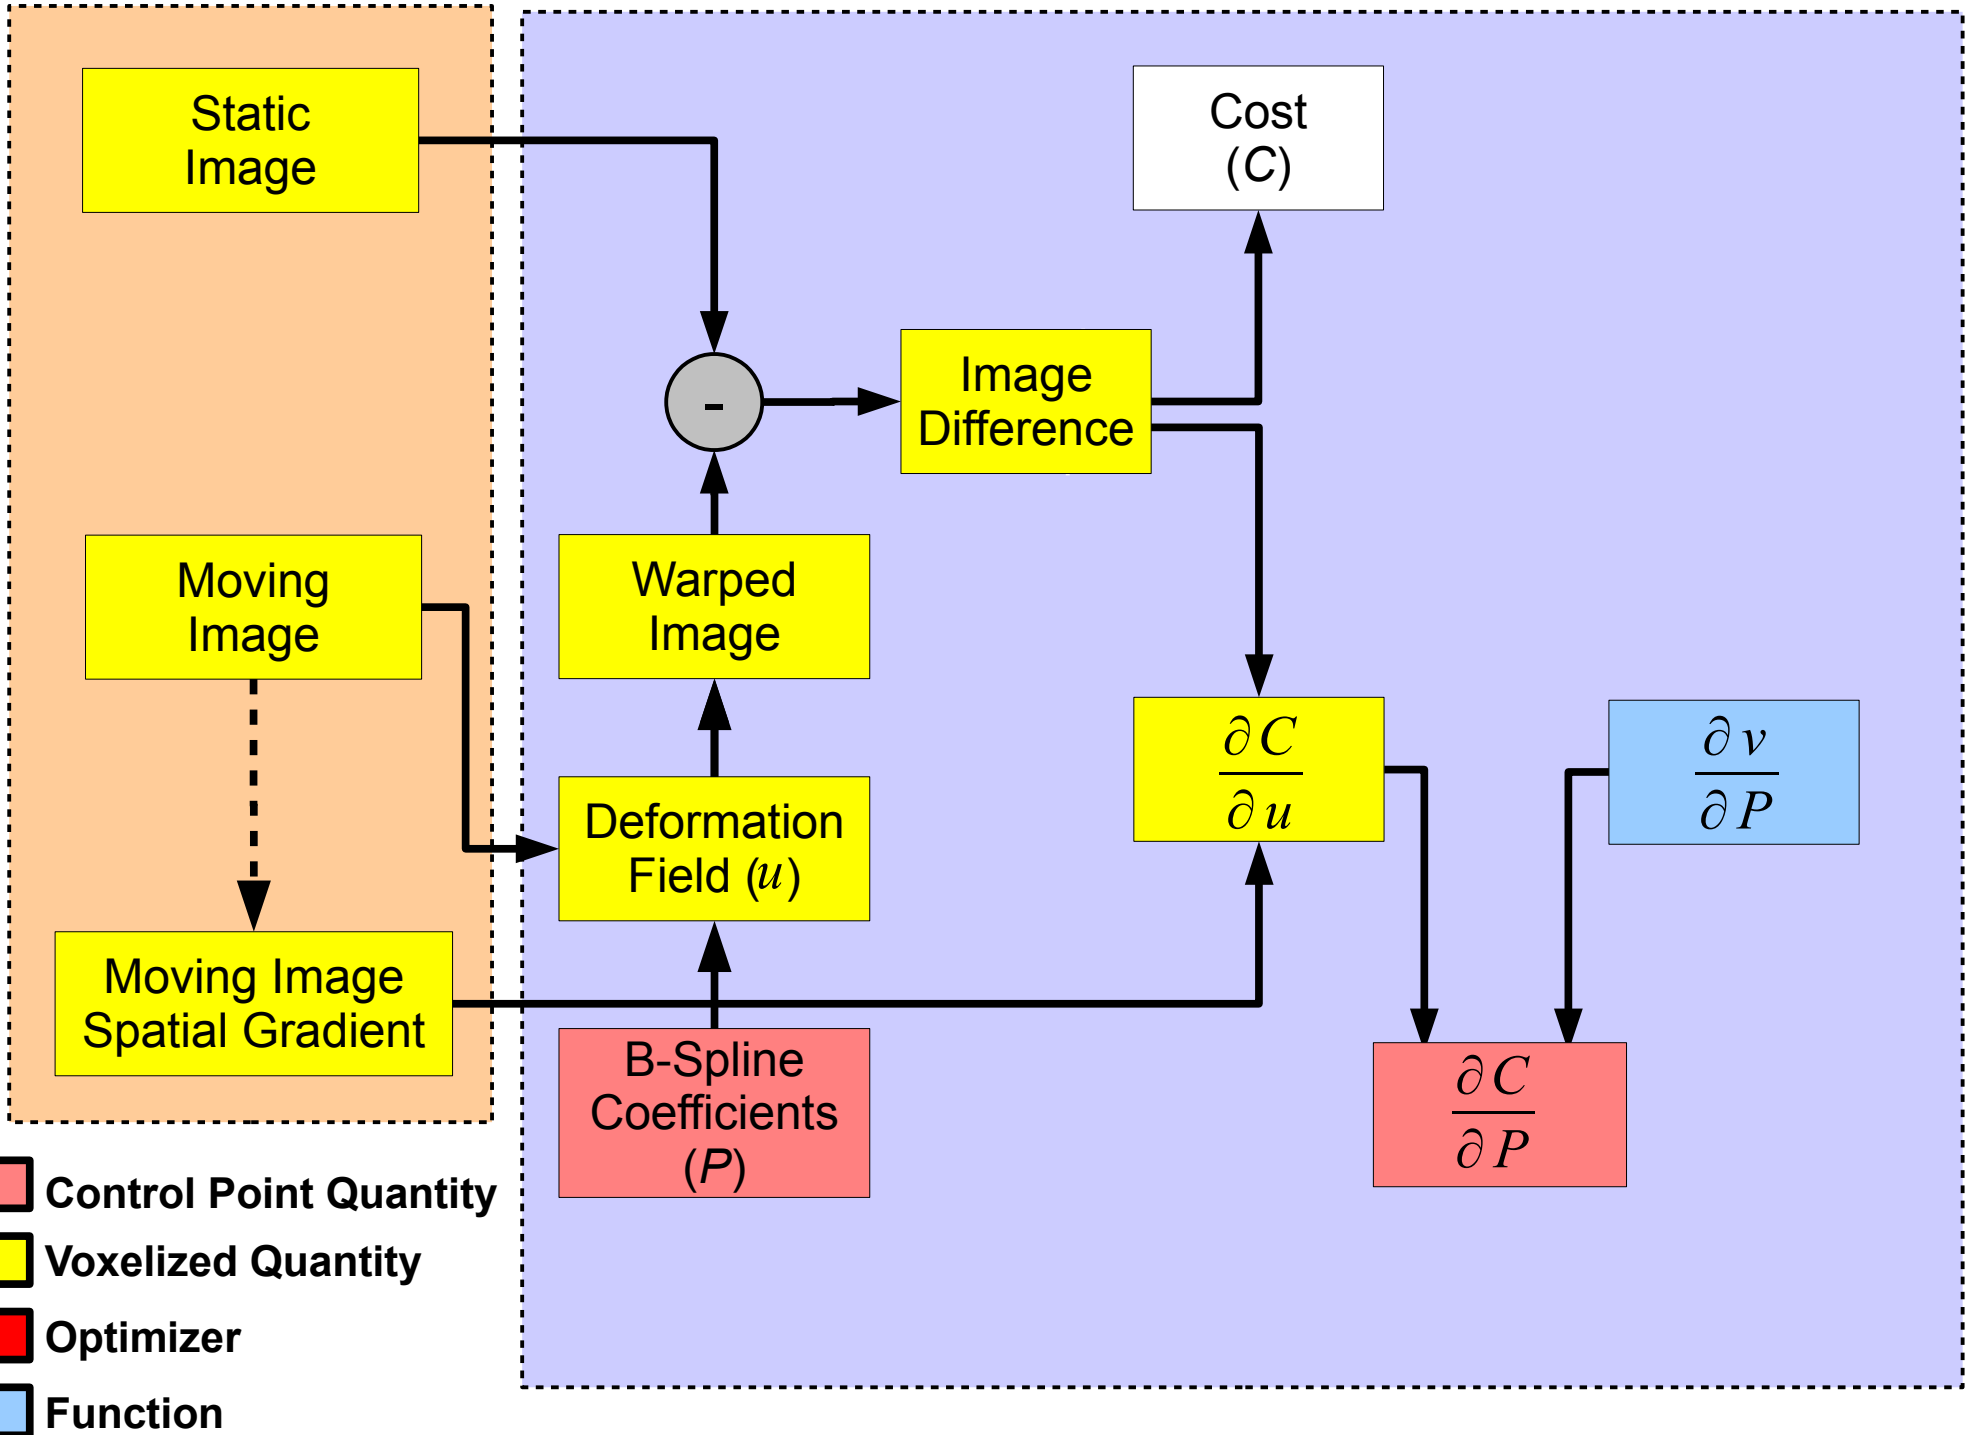 Static
Image
Cost
(C)
-
Image
Difference
Moving
Image
Warped
Image
∂C
∂u
∂v
∂P
Deformation
Field (u)
Moving Image
Spatial Gradient
B-Spline
Coefficients
(P)
∂C
∂P
Control Point Quantity
Voxelized Quantity
Optimizer
Function